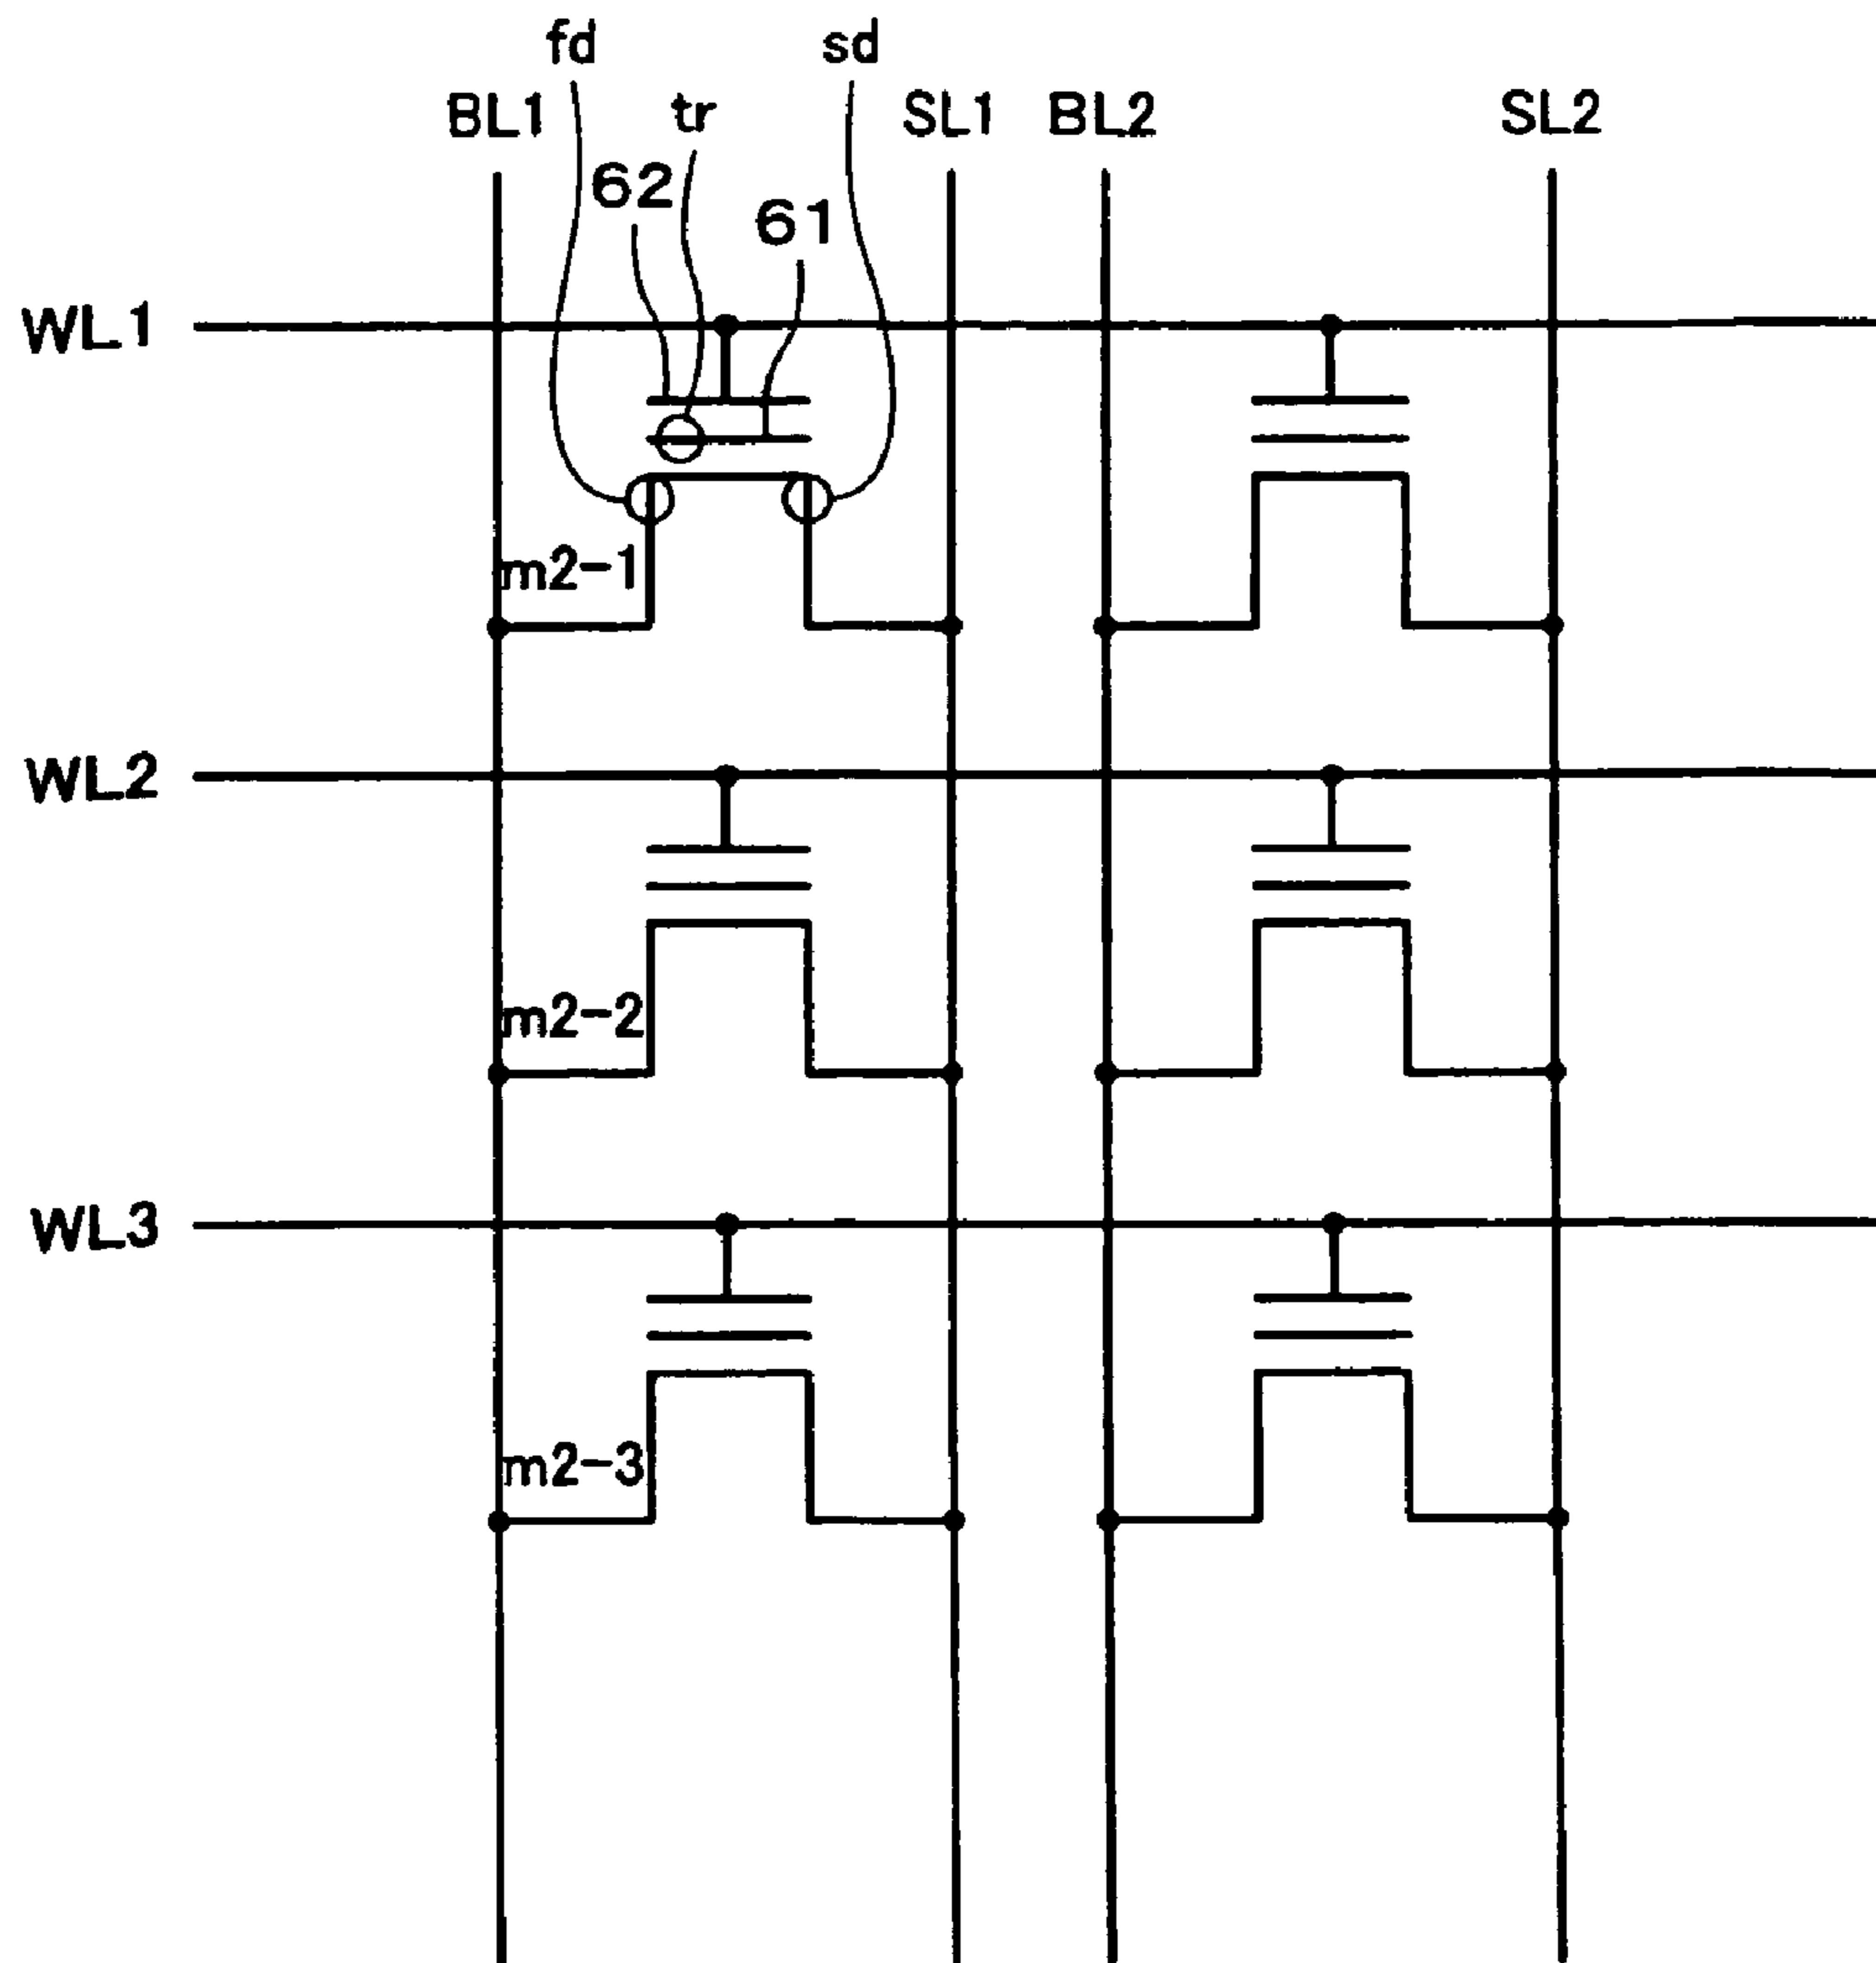 fd sd
BL1 tr SL1 BL2 SL2
62
61
WL1
m2-1
WL2
m2-2
WL3
m2-3